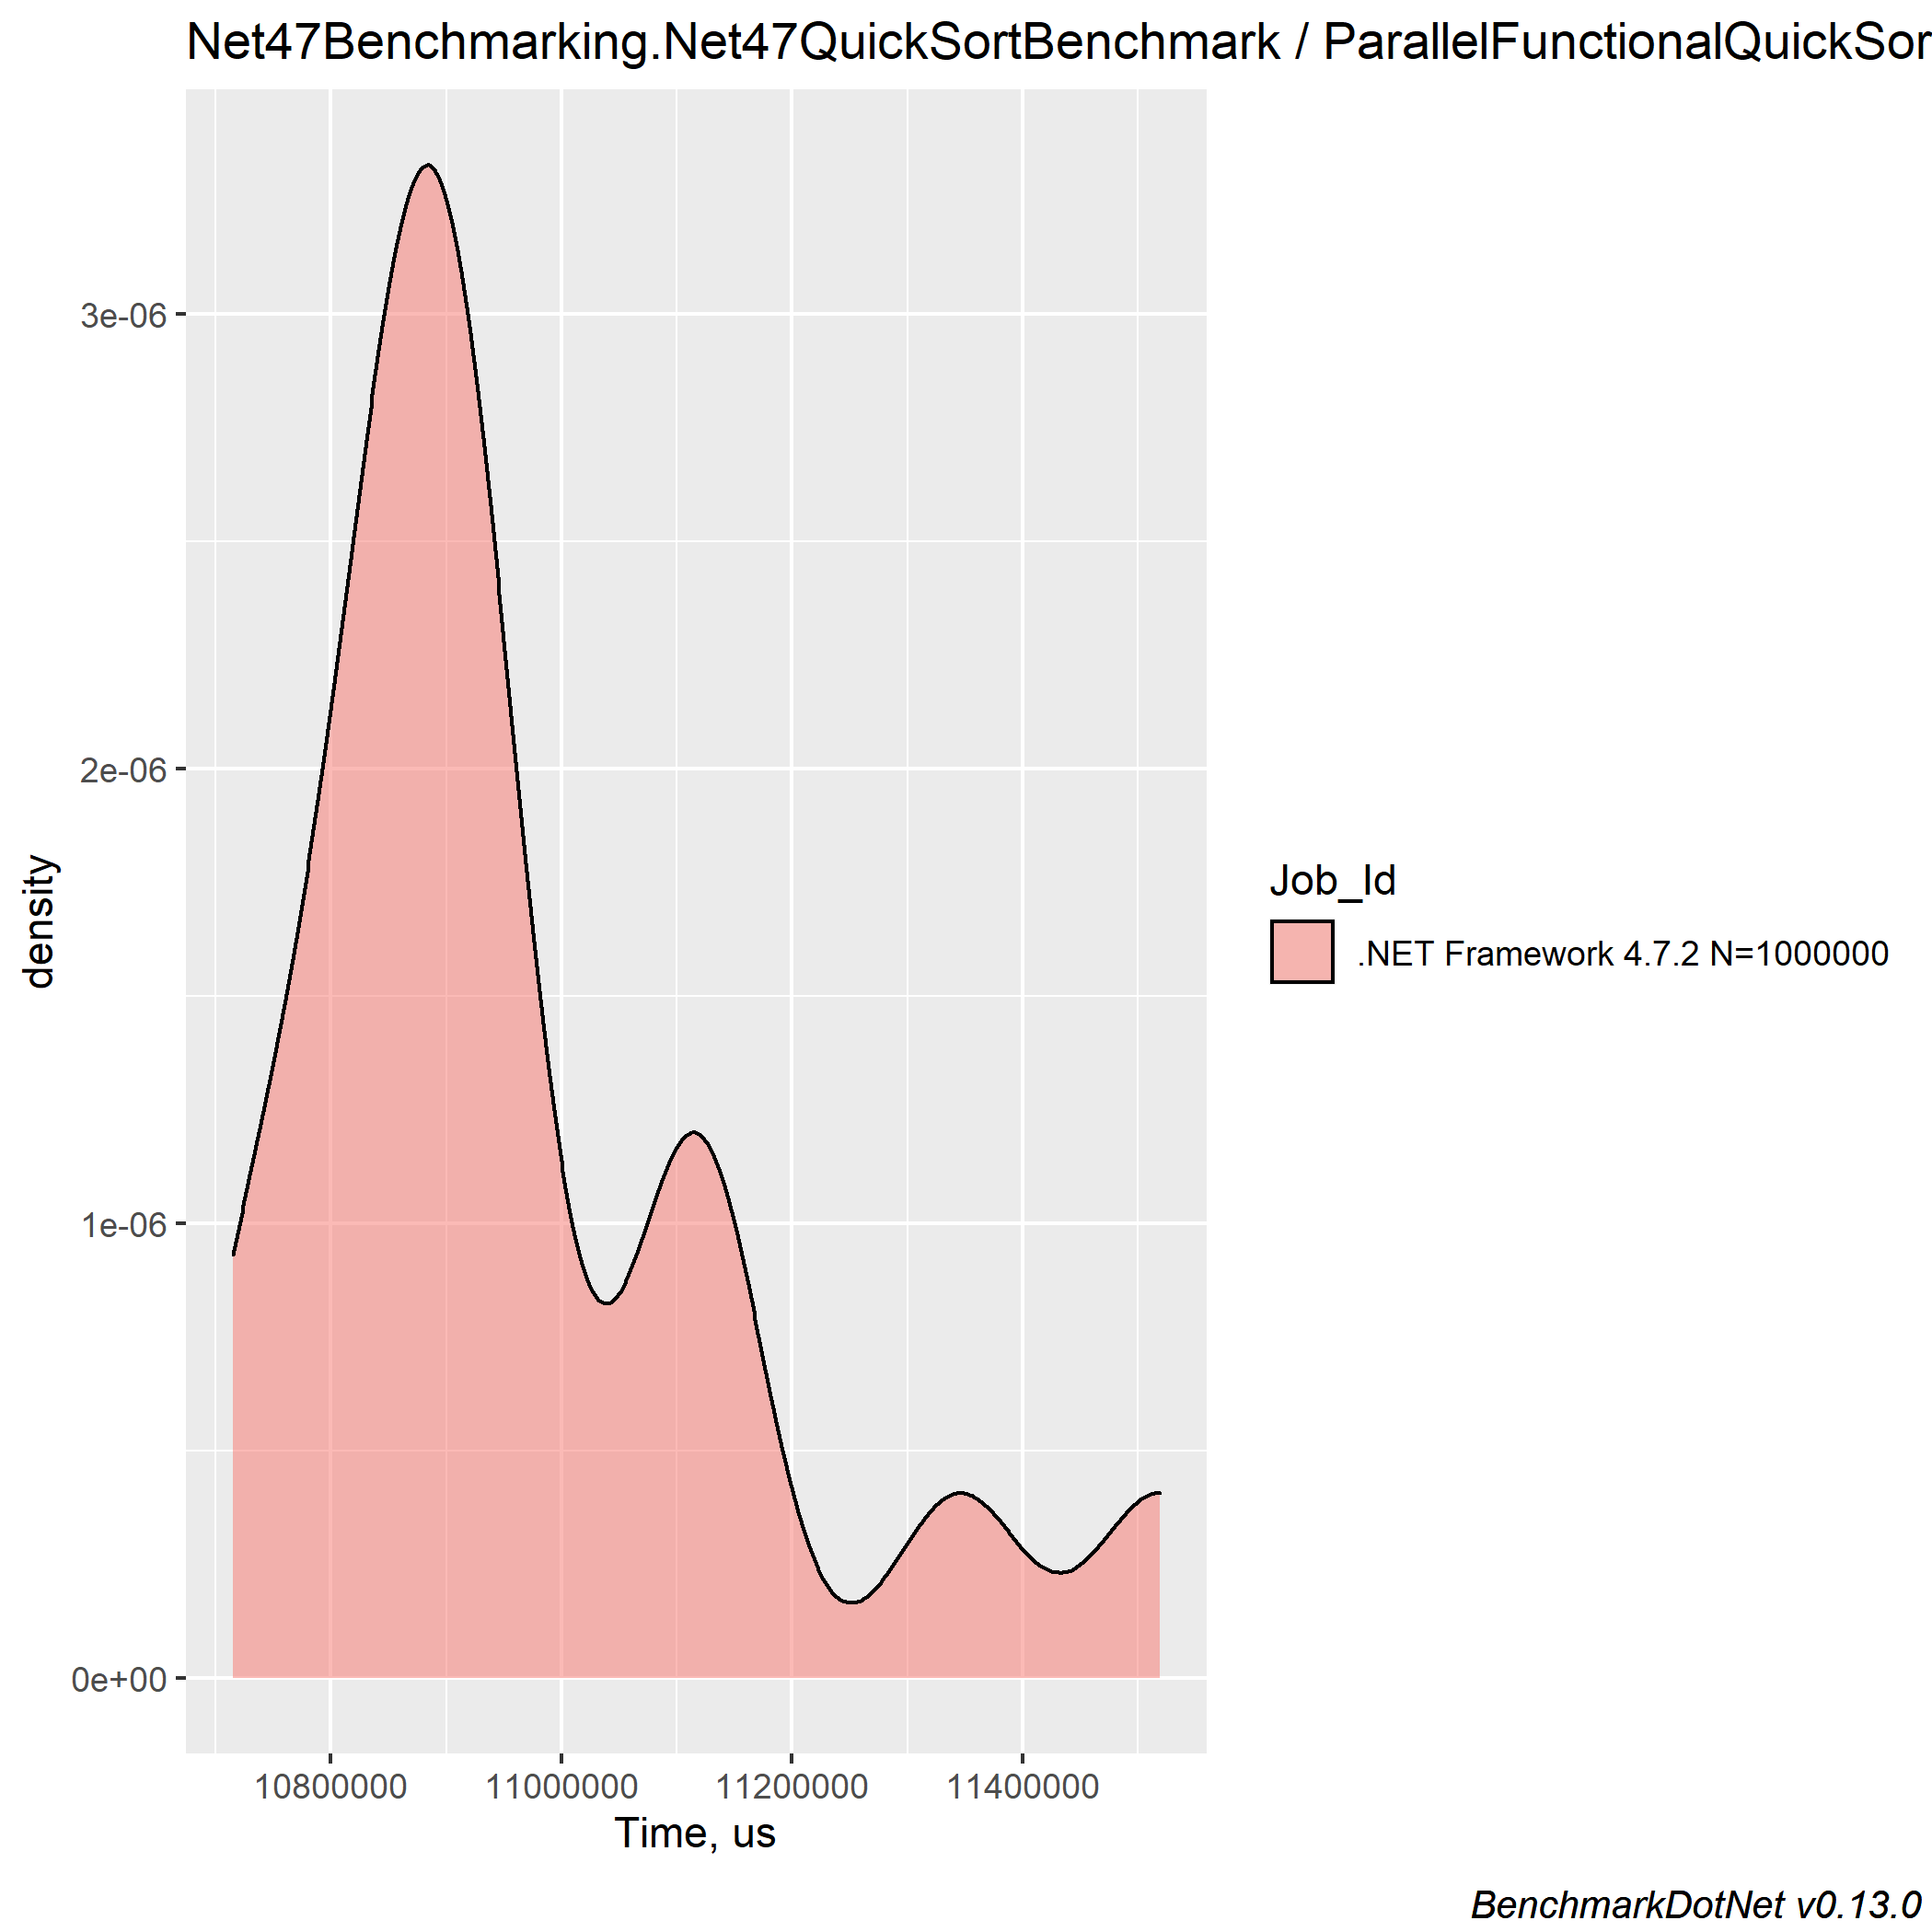 Net47Benchmarking.Net47QuickSortBenchmark / ParallelFunctionalQuickSor
3e-06
2e-06
1e-06
0e+00
density
10800000 11000000 11200000 11400000
Time, us
Job_Id
.NET Framework 4.7.2 N=1000000
BenchmarkDotNet v0.13.0